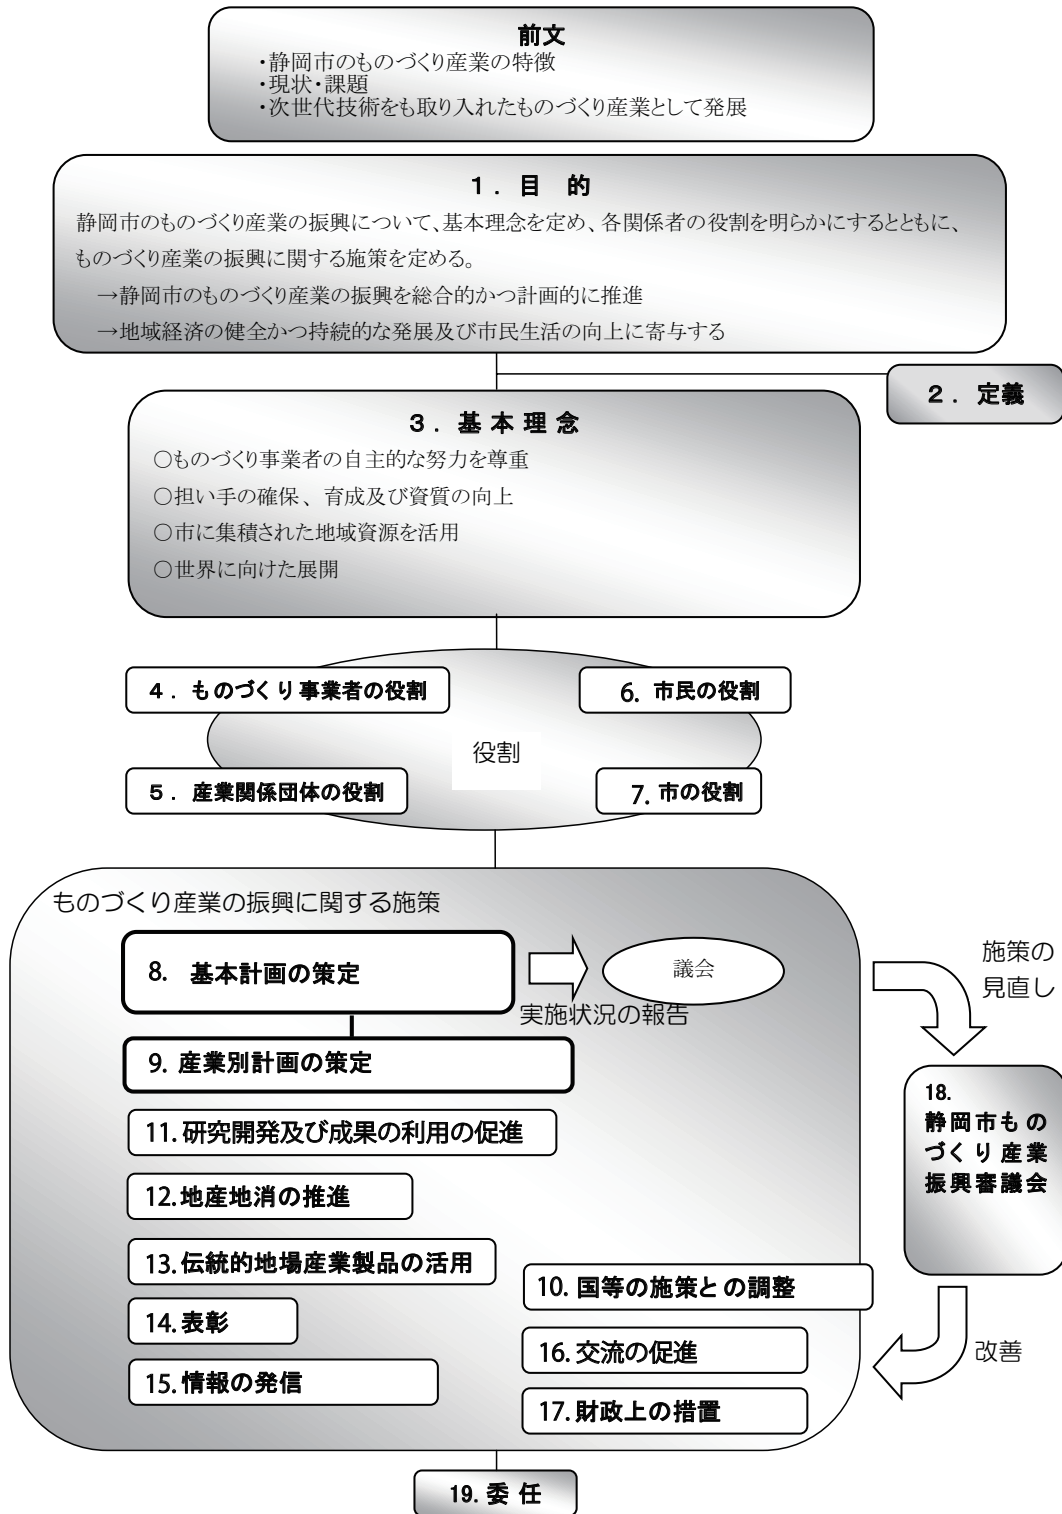 前文
・静岡市のものづくり産業の特徴
・現状・課題
・次世代技術をも取り入れたものづくり産業として発展
1．目 的
静岡市のものづくり産業の振興について、基本理念を定め、各関係者の役割を明らかにするとともに、
ものづくり産業の振興に関する施策を定める。
→静岡市のものづくり産業の振興を総合的かつ計画的に推進
→地域経済の健全かつ持続的な発展及び市民生活の向上に寄与する
2．定義
3．基本理念
○ものづくり事業者の自主的な努力を尊重
○担い手の確保、育成及び資質の向上
○市に集積された地域資源を活用
○世界に向けた展開
4．ものづくり事業者の役割
6. 市民の役割
役割
5．産業関係団体の役割
7. 市の役割
ものづくり産業の振興に関する施策
8. 基本計画の策定
議会
実施状況の報告
施策の
見直し
9. 産業別計画の策定
11. 研究開発及び成果の利用の促進
12. 地産地消の推進
13. 伝統的地場産業製品の活用
14. 表彰
15. 情報の発信
10. 国等の施策との調整
16. 交流の促進
17. 財政上の措置
18.
静岡市もの
づくり産業
振興審議会
改善
19. 委 任